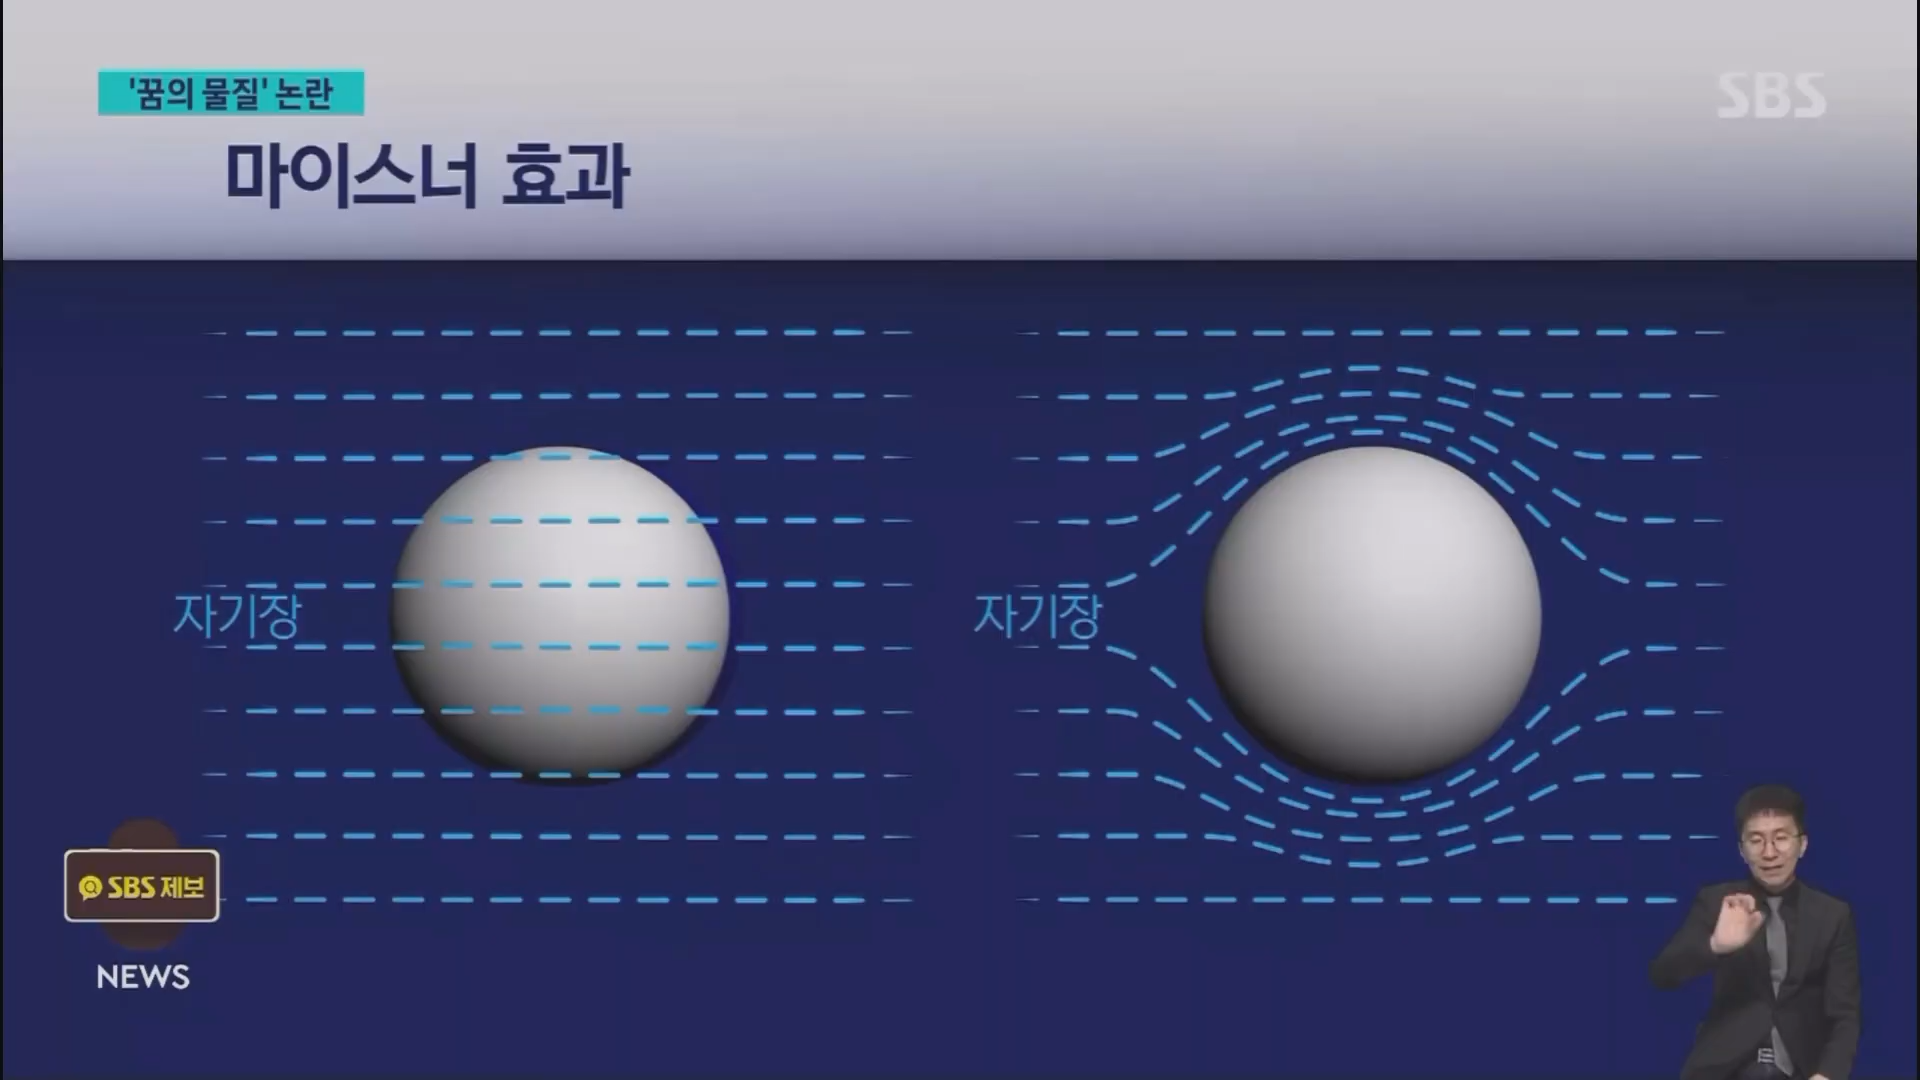 '꿈의 물질' 논란
SBS
마이스너 효과
자기장
자기장
SBS 제보
NEWS